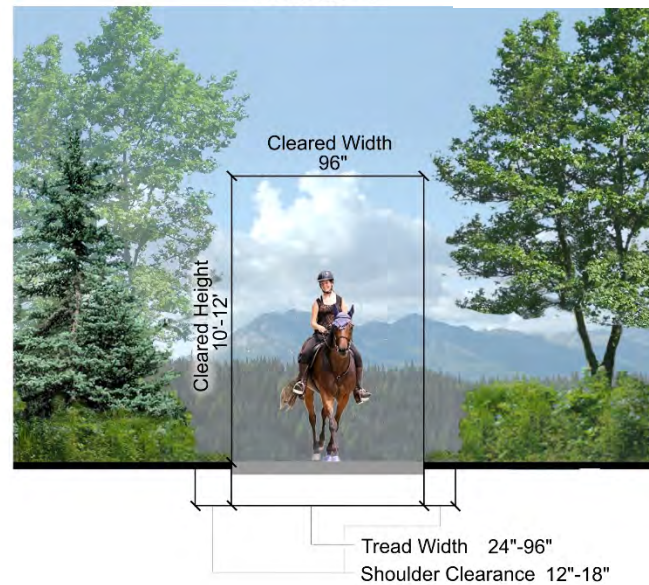 Cleared Width
96"
Cleared Height
10'-12'
Tread Width 24"-96"
Shoulder Clearance 12"-18"